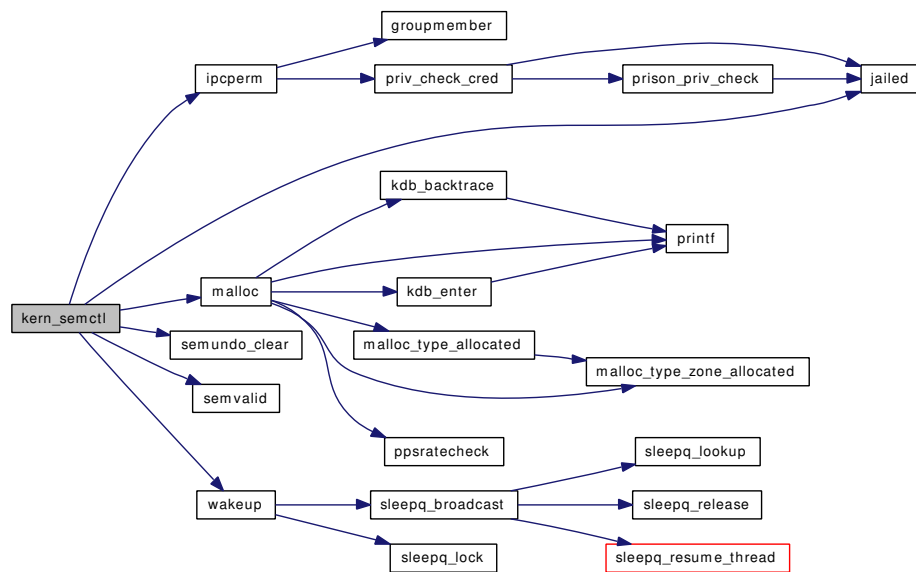 groupmember
ipcperm
priv_check_cred
prison_priv_check
jailed
kdb_backtrace
printf
malloc
kdb_enter
kern_semctl
semundo_clear
malloc_type_allocated
malloc_type_zone_allocated
semvalid
ppsratecheck
sleepq_lookup
wakeup
sleepq_broadcast
sleepq_release
sleepq_lock
sleepq_resume_thread